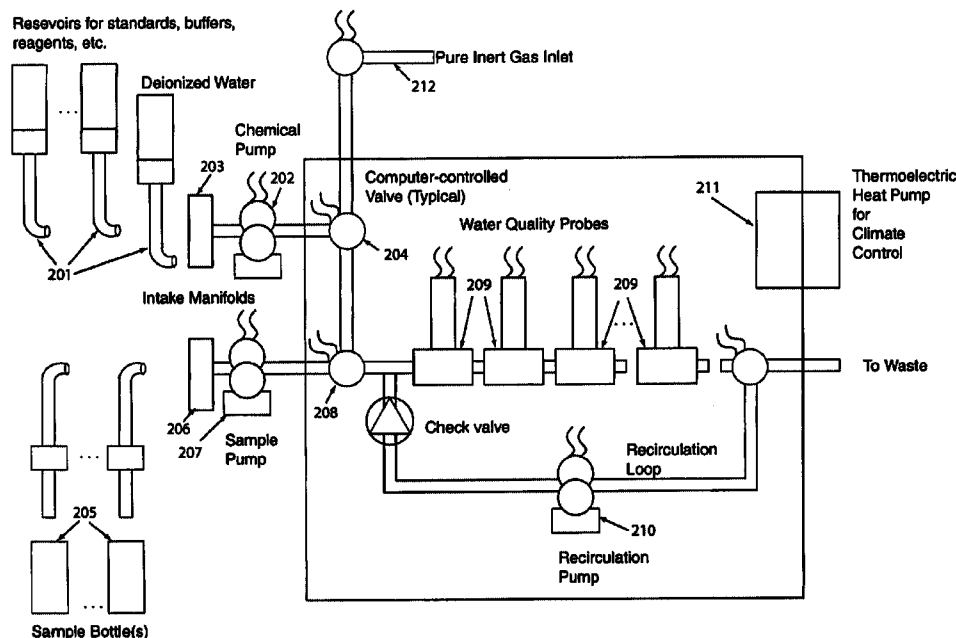 Resevoirs for standards, buffers,
reagents, etc.
Deionized Water
Pure Inert Gas Inlet
212
Chemical
Pump
203
202
201
Computer-controlled
Valve (Typical)
204
Water Quality Probes
209
209
211
Thermoelectric
Heat Pump
for
Climate
Control
Intake Manifolds
206
207
Sample
Pump
208
To Waste
Check valve
Recirculation
Loop
210
Recirculation
Pump
205
Sample Bottle(s)